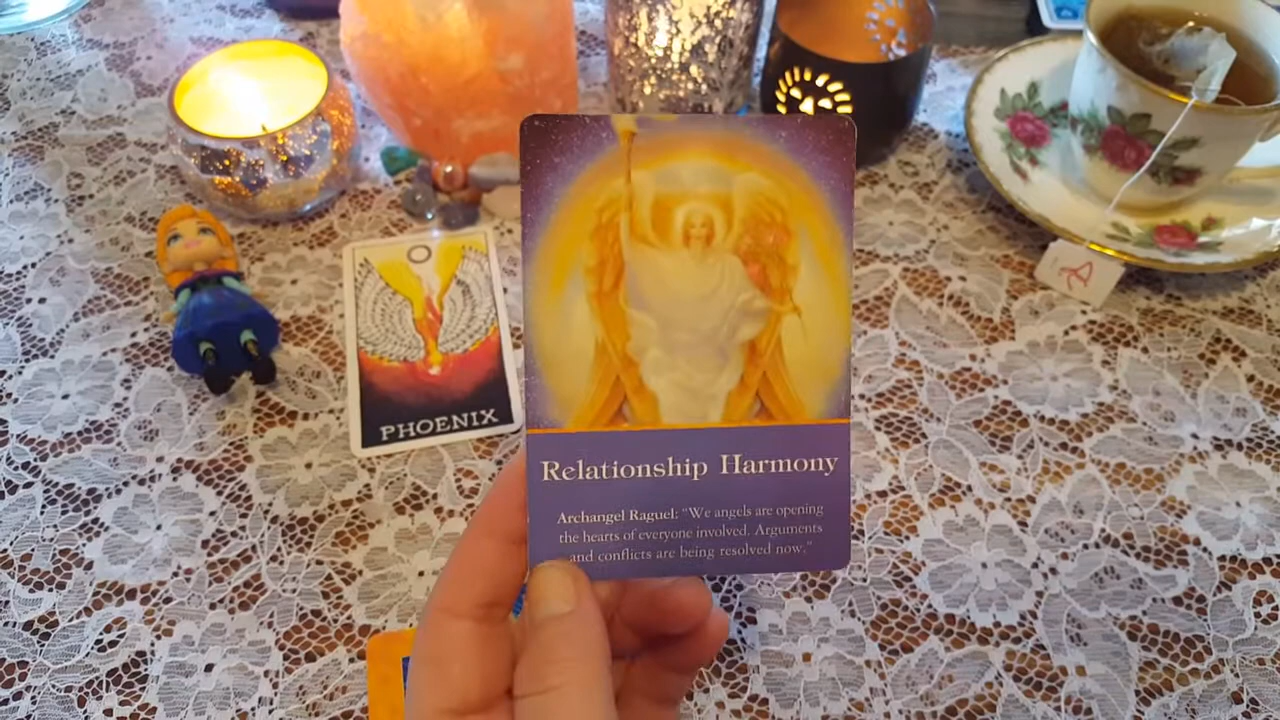 PHOENIX
Relationship Harmony
Archangel Raguel: "We angels are opening
the hearts of everyone involved. Arguments
and conflicts are being resolved now."